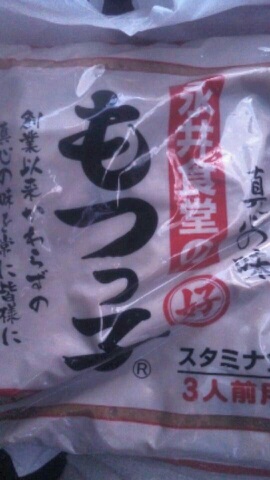 真心の味
永井食堂の
好
もつっ子®
創業以来かわらずの
真心の味を常に皆様に
スタミナ
3人前